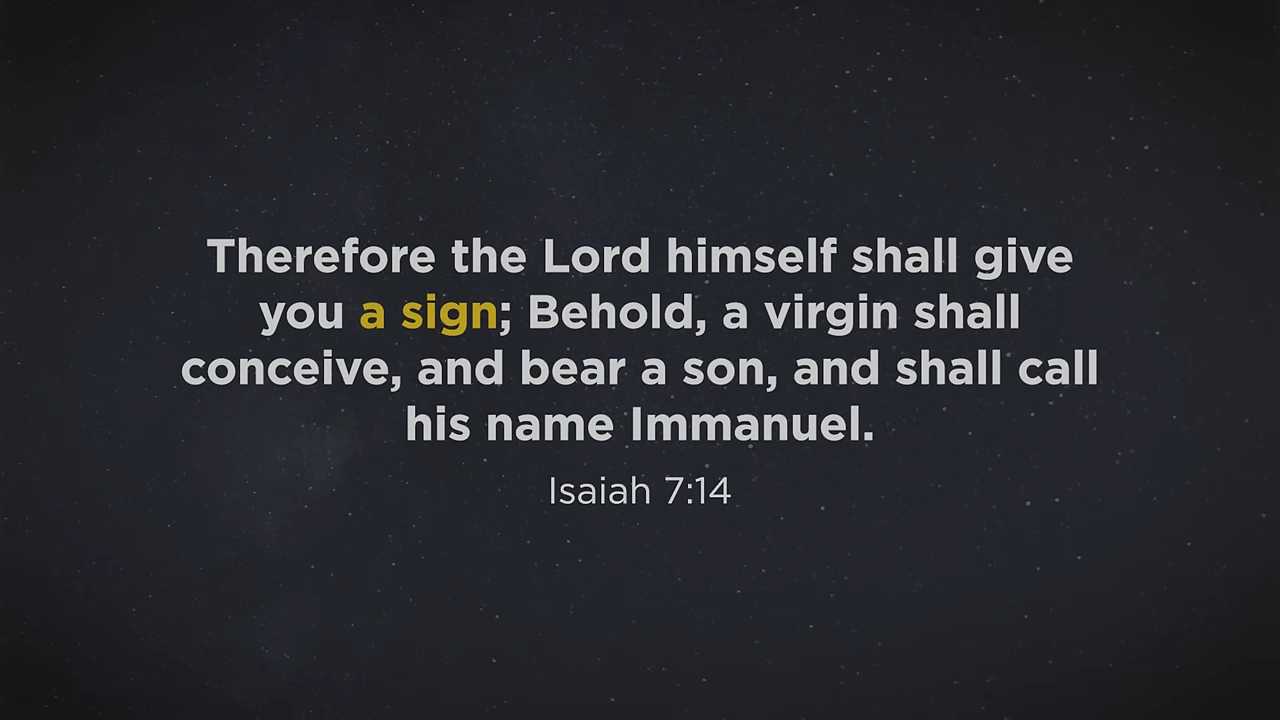 Therefore the Lord himself shall give
you a sign; Behold, a virgin shall
conceive, and bear a son, and shall call
his name Immanuel.
Isaiah 7:14